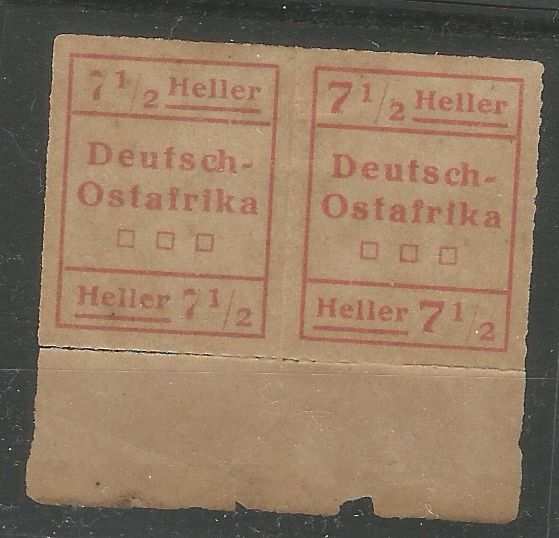 7 1/2 Heller
Deutsch-
Ostafrika
Heller 7 1/2
7 1/2 Heller
Deutsch-
Ostafrika
Heller 7 1/2